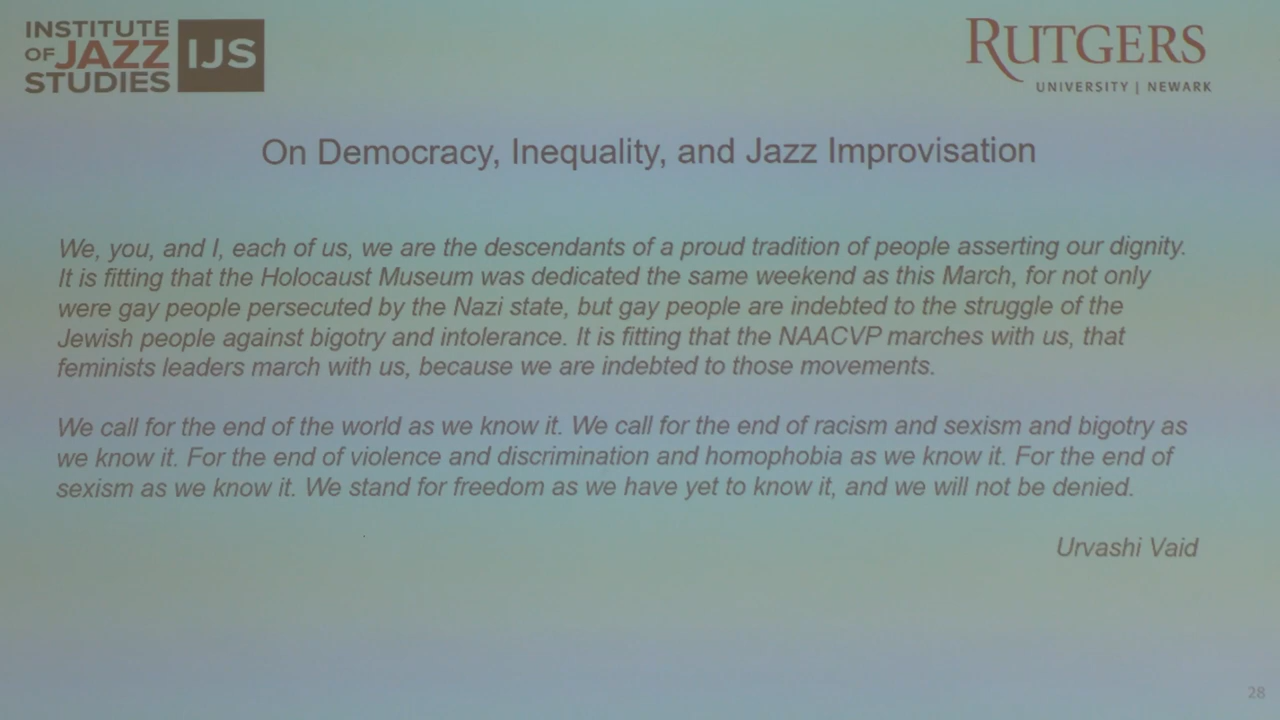 INSTITUTE
OF JAZZ
STUDIES
IJS
RUTGERS
UNIVERSITY | NEWARK
On Democracy, Inequality, and Jazz Improvisation
We, you, and I, each of us, we are the descendants of a proud tradition of people asserting our dignity.
It is fitting that the Holocaust Museum was dedicated the same weekend as this March, for not only
were gay people persecuted by the Nazi state, but gay people are indebted to the struggle of the
Jewish people against bigotry and intolerance. It is fitting that the NAACVP marches with us, that
feminists leaders march with us, because we are indebted to those movements.
We call for the end of the world as we know it. We call for the end of racism and sexism and bigotry as
we know it. For the end of violence and discrimination and homophobia as we know it. For the end of
sexism as we know it. We stand for freedom as we have yet to know it, and we will not be denied.
Urvashi Vaid
28